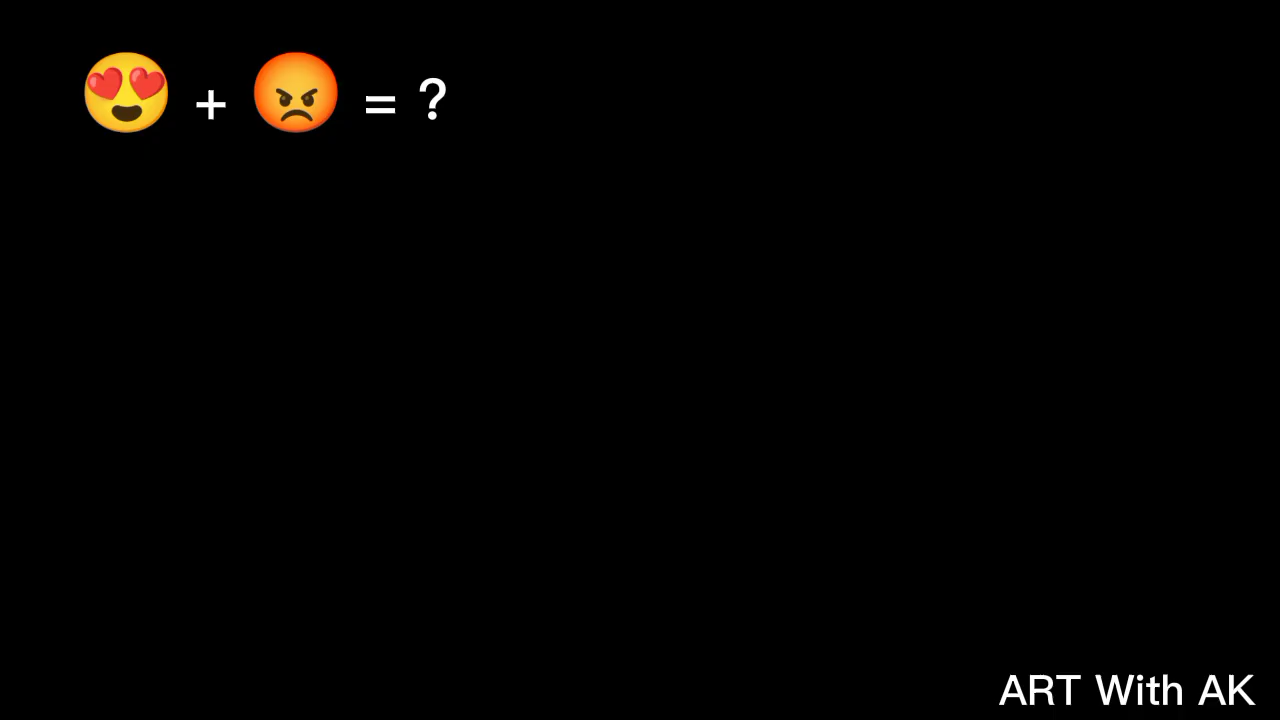 😍 + 😡 = ?
ART With AK